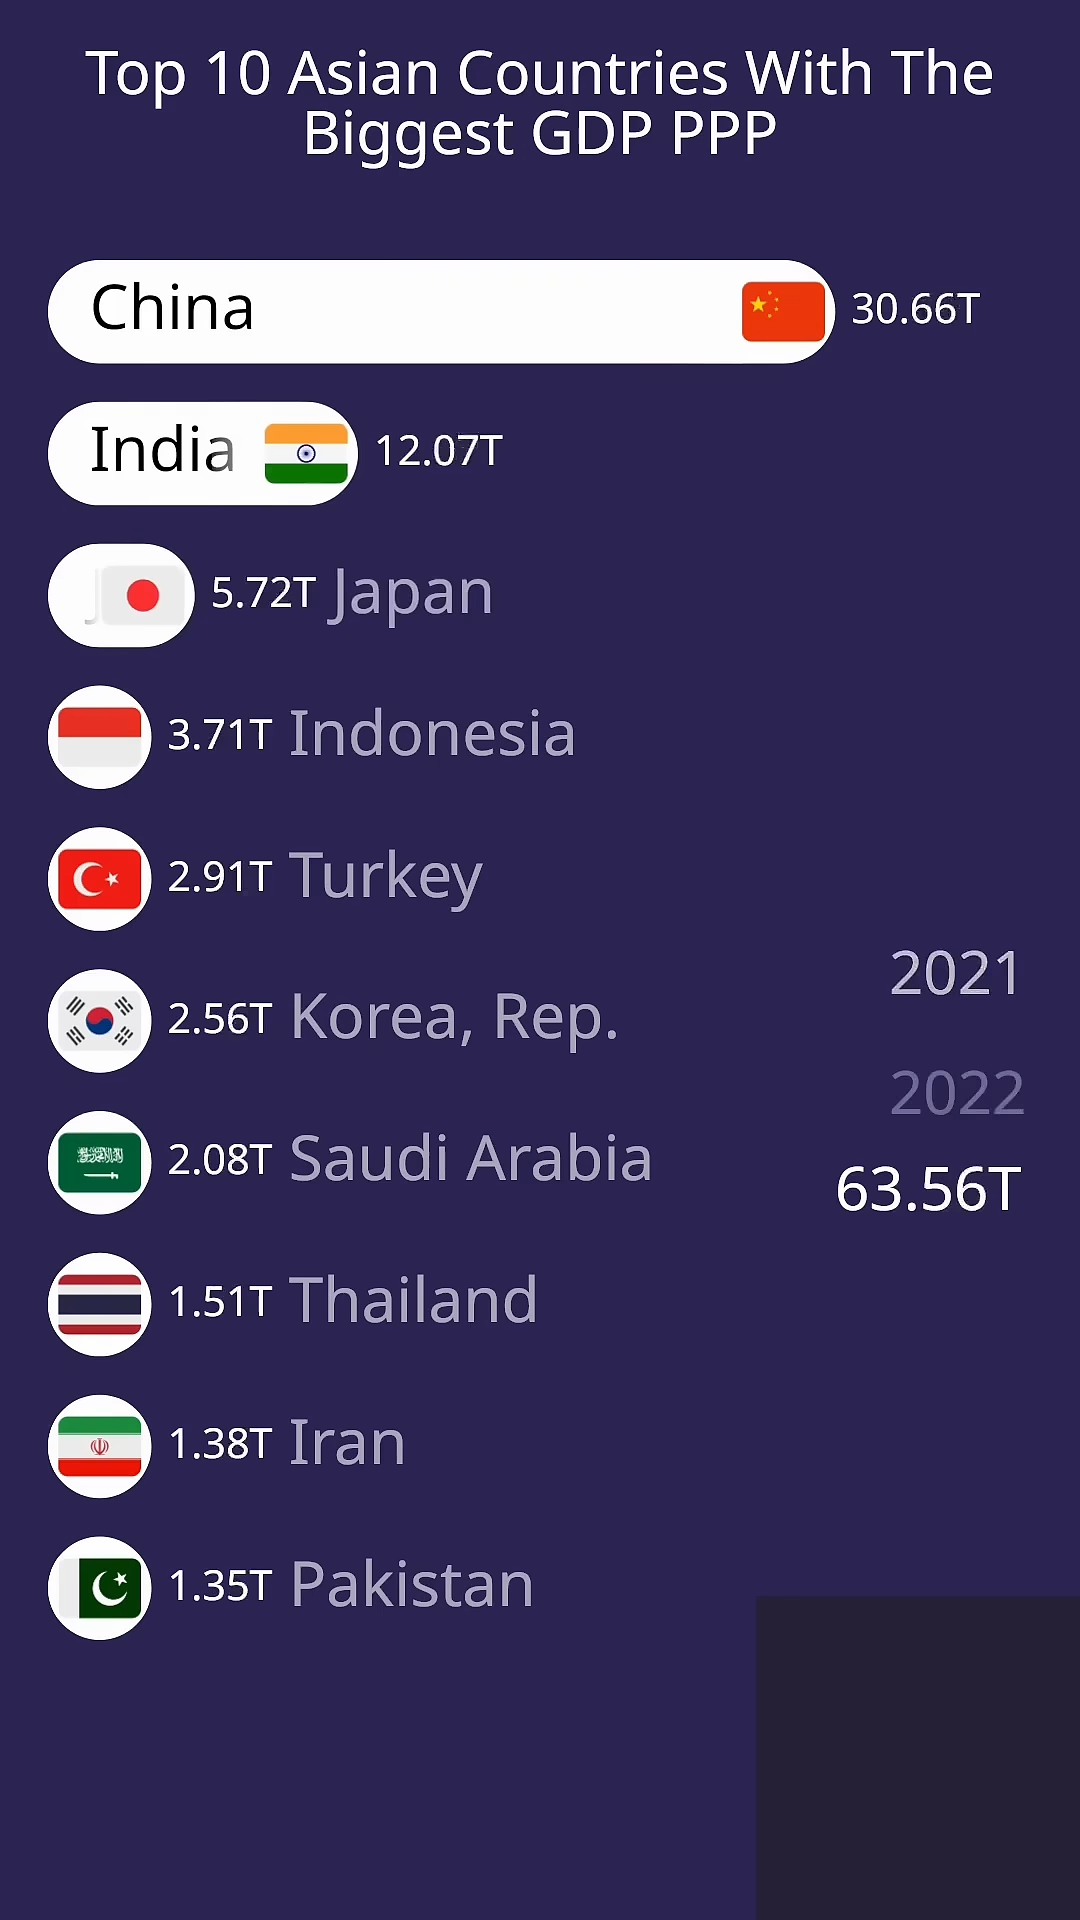 Top 10 Asian Countries With The
Biggest GDP PPP
China 30.66T
India 12.07T
5.72T Japan
3.71T Indonesia
2.91T Turkey
2021
2.56T Korea, Rep.
2022
2.08T Saudi Arabia
63.56T
1.51T Thailand
1.38T Iran
1.35T Pakistan